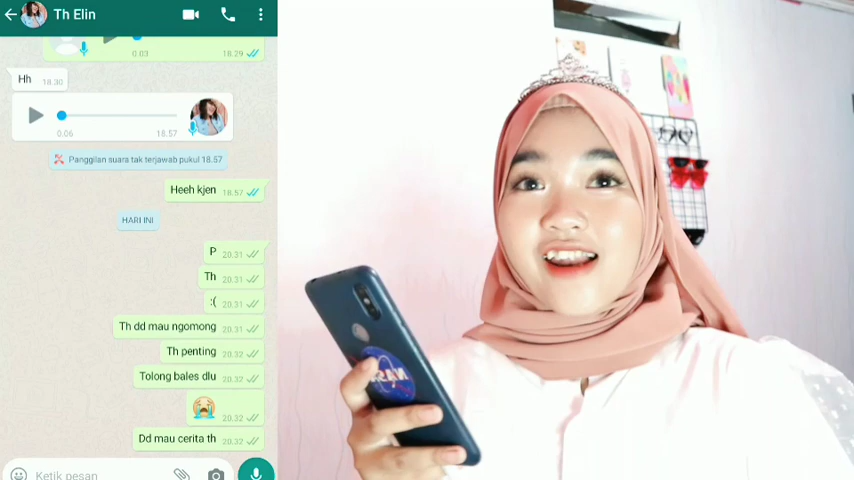 Th Elin
0.03
18.29
Hh 18.30
0.06
18.57
Panggilan suara tak terjawab pukul 18.57
Heeh kjen 18.57
HARI INI
P 20.31
Th 20.31
:( 20.31
Th dd mau ngomong 20.31
Th penting 20.32
Tolong bales dlu 20.32
😭 20.32
Dd mau cerita th 20.32
Ketik pesan
NASA